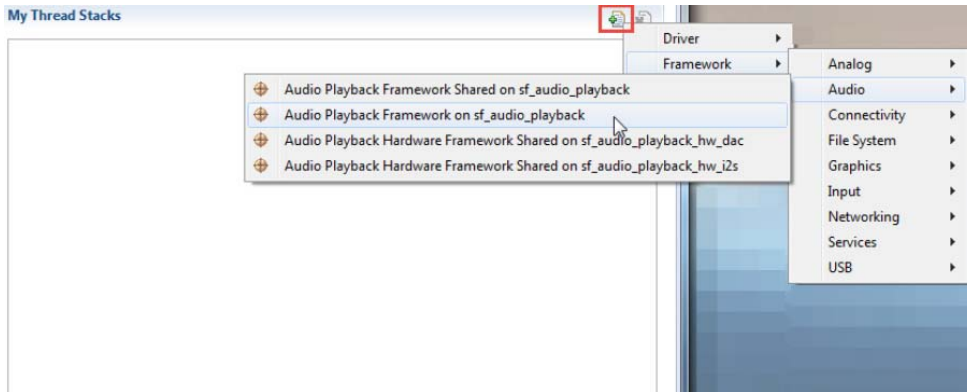 My Thread Stacks
Driver
Framework
Analog
Audio
Connectivity
File System
Graphics
Input
Networking
Services
USB
Audio Playback Framework Shared on sf_audio_playback
Audio Playback Framework on sf_audio_playback
Audio Playback Hardware Framework Shared on sf_audio_playback_hw_dac
Audio Playback Hardware Framework Shared on sf_audio_playback_hw_i2s